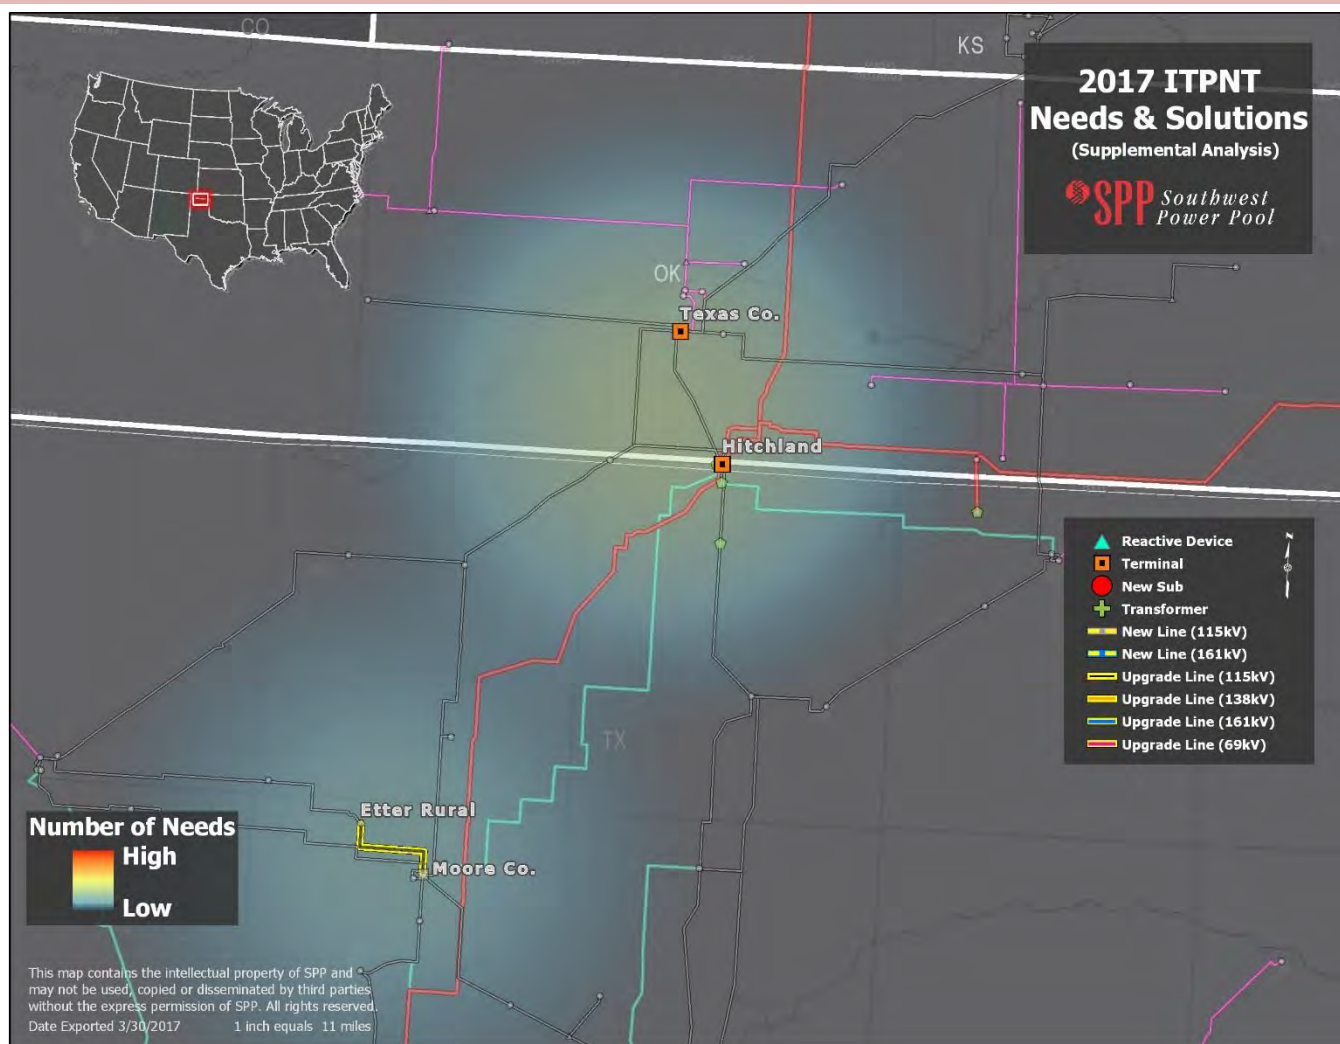 CO
KS
2017 ITPNT
Needs & Solutions
(Supplemental Analysis)
SPP Southwest
Power Pool
OK
Texas Co.
Hitchland
Reactive Device
Terminal
New Sub
Transformer
New Line (115kV)
New Line (161kV)
Upgrade Line (115kV)
Upgrade Line (138kV)
Upgrade Line (161kV)
Upgrade Line (69kV)
N
TX
Etter Rural
Moore Co.
Number of Needs
High
Low
This map contains the intellectual property of SPP and
may not be used, copied or disseminated by third parties
without the express permission of SPP. All rights reserved.
Date Exported 3/30/2017 1 inch equals 11 miles